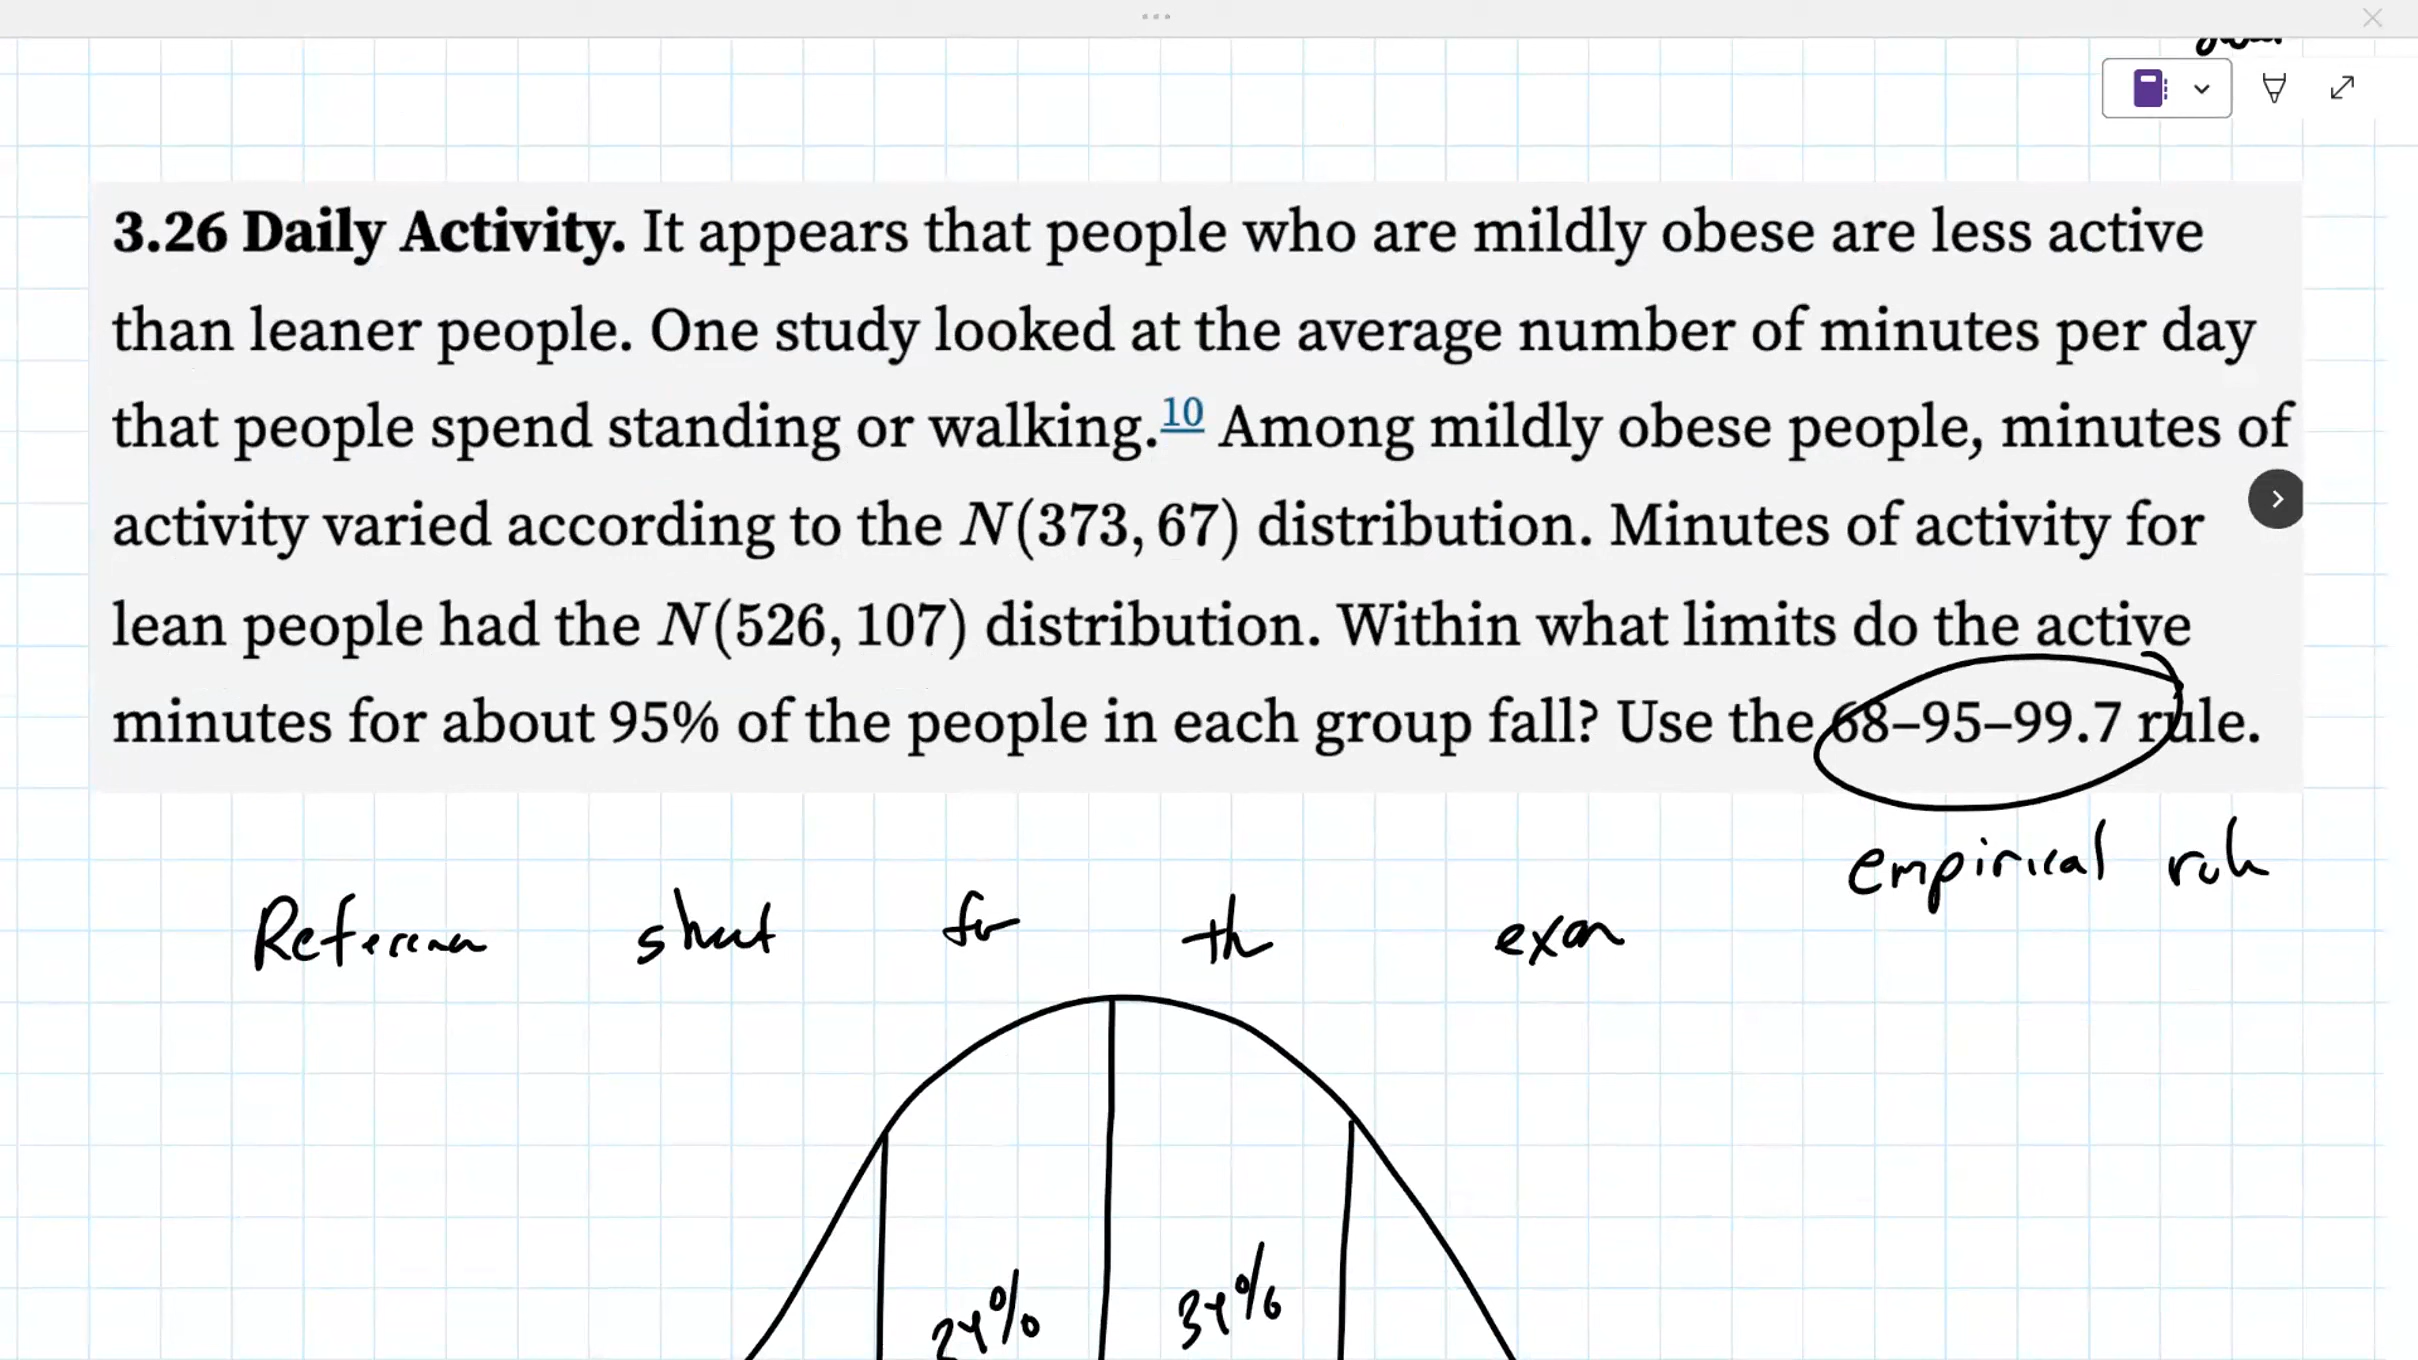 3.26 Daily Activity. It appears that people who are mildly obese are less active
than leaner people. One study looked at the average number of minutes per day
that people spend standing or walking.10 Among mildly obese people, minutes of
activity varied according to the N(373, 67) distribution. Minutes of activity for
lean people had the N(526, 107) distribution. Within what limits do the active
minutes for about 95% of the people in each group fall? Use the 68–95–99.7 rule.
empirical rule
Reference sheet for the exam
34% 34%